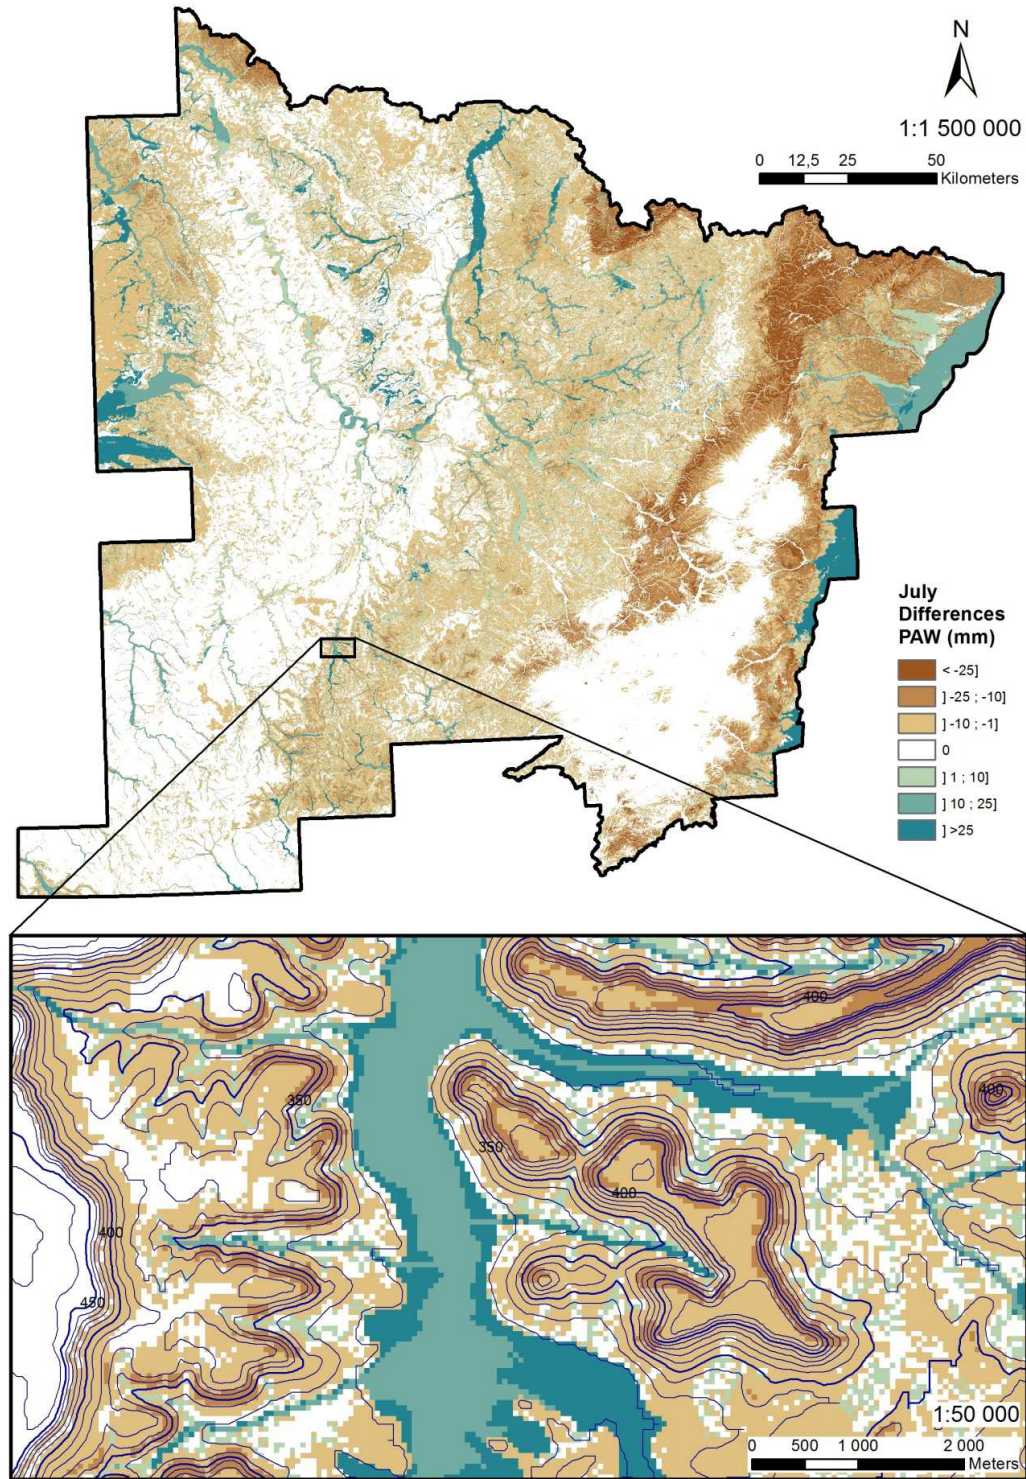 N
1:1 500 000
0 12,5 25 50
Kilometers
July
Differences
PAW (mm)
< -25]
] -25 ; -10]
] -10 ; -1]
0
] 1 ; 10]
] 10 ; 25]
] >25
400
400
350
350
400
400
450
1:50 000
0 500 1 000 2 000
Meters